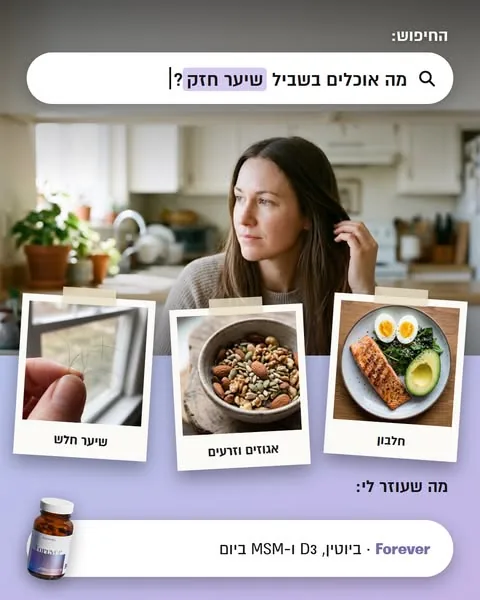 החיפוש:
מה אוכלים בשביל שיער חזק?
חלבון
אגוזים וזרעים
שיער חלש
מה שעוזר לי:
Forever · ביוטין, D3 ו-MSM ביום